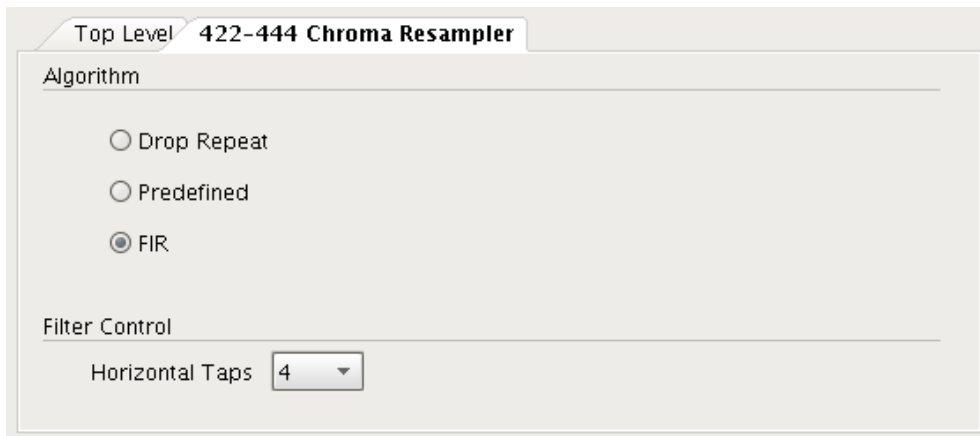 Top Level 422-444 Chroma Resampler
Algorithm
Drop Repeat
Predefined
FIR
Filter Control
Horizontal Taps 4